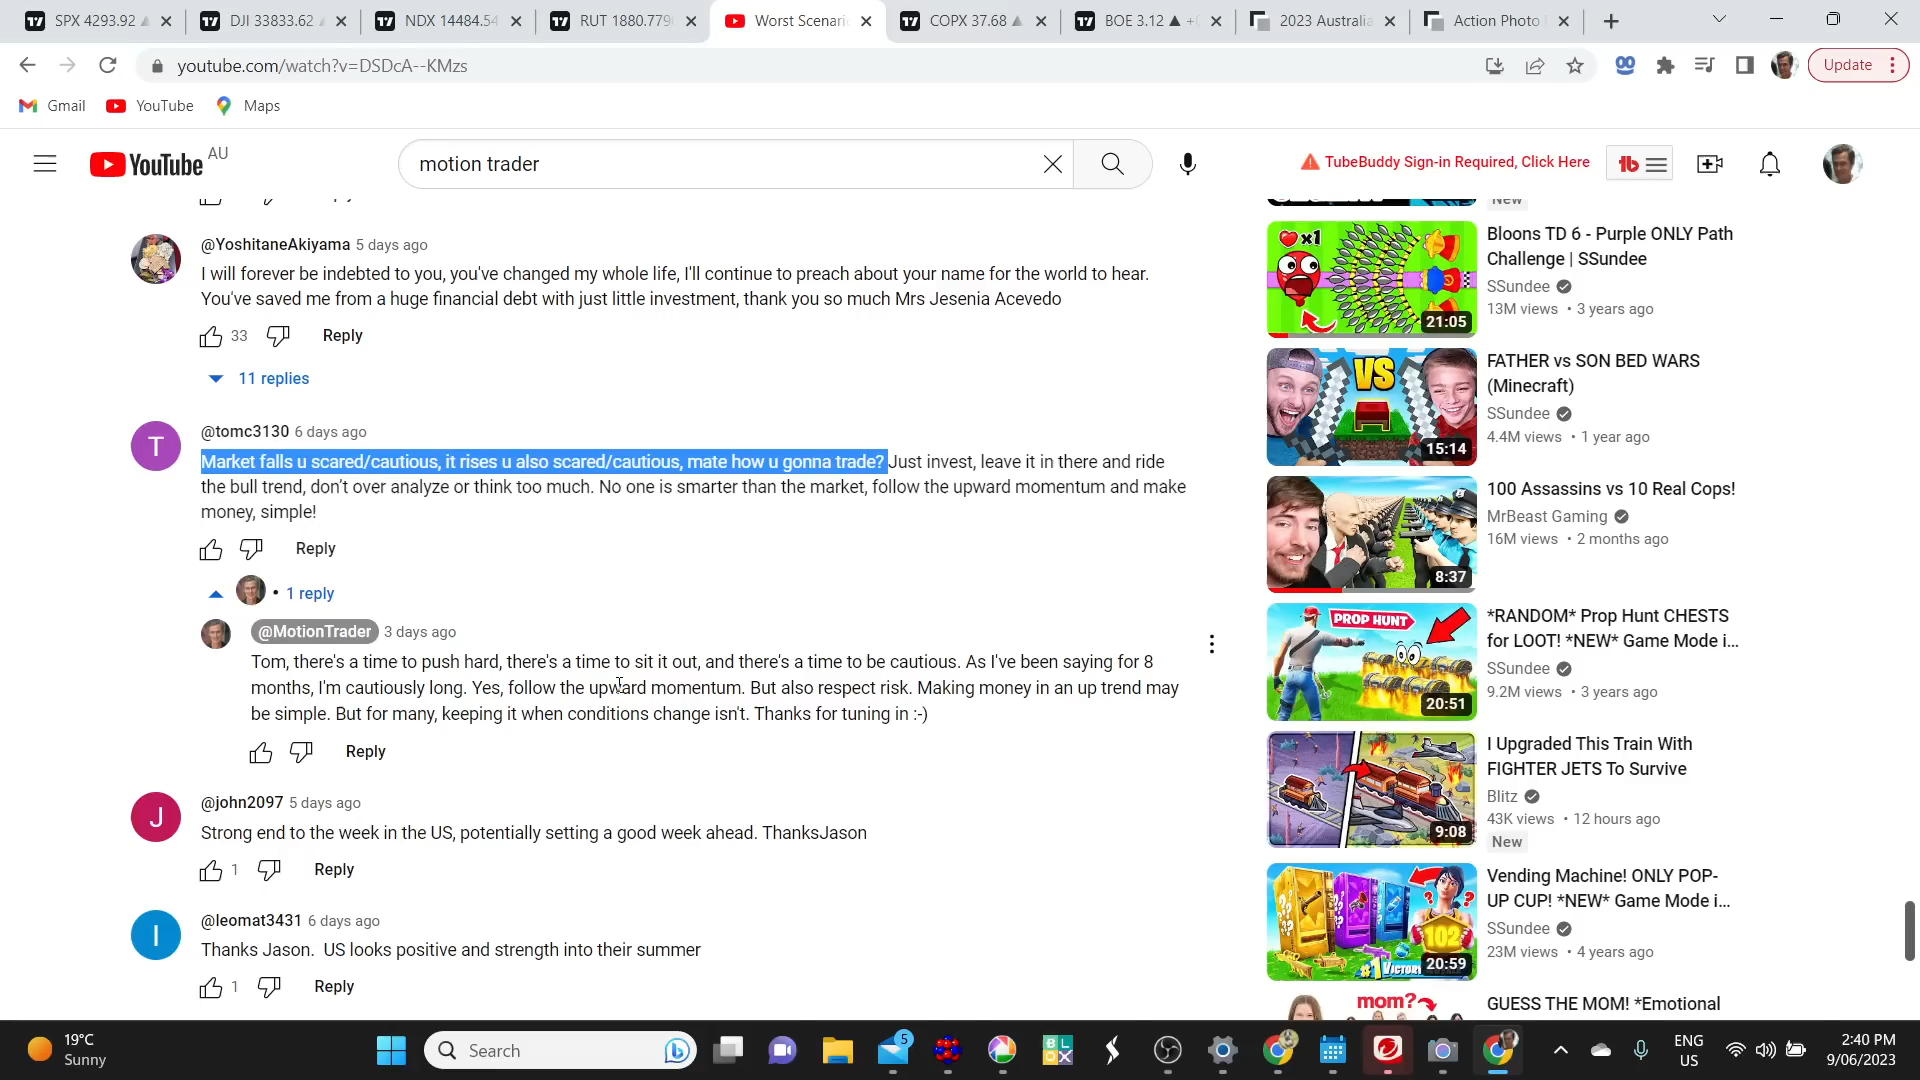 SPX 4293.92
DJI 33833.62
NDX 14484.54
RUT 1880.779
Worst Scenari
COPX 37.68
BOE 3.12
2023 Australia
Action Photo
youtube.com/watch?v=DSDcA--KMzs
Update
Gmail
YouTube
Maps
YouTube AU
motion trader
TubeBuddy Sign-in Required, Click Here
tb
@YoshitaneAkiyama 5 days ago
I will forever be indebted to you, you've changed my whole life, I'll continue to preach about your name for the world to hear.
You've saved me from a huge financial debt with just little investment, thank you so much Mrs Jesenia Acevedo
33 Reply
11 replies
T
@tomc3130 6 days ago
Market falls u scared/cautious, it rises u also scared/cautious, mate how u gonna trade? Just invest, leave it in there and ride
the bull trend, don't over analyze or think too much. No one is smarter than the market, follow the upward momentum and make
money, simple!
Reply
• 1 reply
@MotionTrader 3 days ago
Tom, there's a time to push hard, there's a time to sit it out, and there's a time to be cautious. As I've been saying for 8
months, I'm cautiously long. Yes, follow the upward momentum. But also respect risk. Making money in an up trend may
be simple. But for many, keeping it when conditions change isn't. Thanks for tuning in :-)
Reply
J
@john2097 5 days ago
Strong end to the week in the US, potentially setting a good week ahead. ThanksJason
1 Reply
@leomat3431 6 days ago
Thanks Jason.  US looks positive and strength into their summer
1 Reply
New
x1
21:05
Bloons TD 6 - Purple ONLY Path
Challenge | SSundee
SSundee
13M views • 3 years ago
VS
15:14
FATHER vs SON BED WARS
(Minecraft)
SSundee
4.4M views • 1 year ago
8:37
100 Assassins vs 10 Real Cops!
MrBeast Gaming
16M views • 2 months ago
PROP HUNT
20:51
*RANDOM* Prop Hunt CHESTS
for LOOT! *NEW* Game Mode i...
SSundee
9.2M views • 3 years ago
9:08
I Upgraded This Train With
FIGHTER JETS To Survive
Blitz
43K views • 12 hours ago
New
102
#1 VICTORY
20:59
Vending Machine! ONLY POP-
UP CUP! *NEW* Game Mode i...
SSundee
23M views • 4 years ago
mom?
GUESS THE MOM! *Emotional
19°C
Sunny
Search
5
BLOX
ENG
US
2:40 PM
9/06/2023